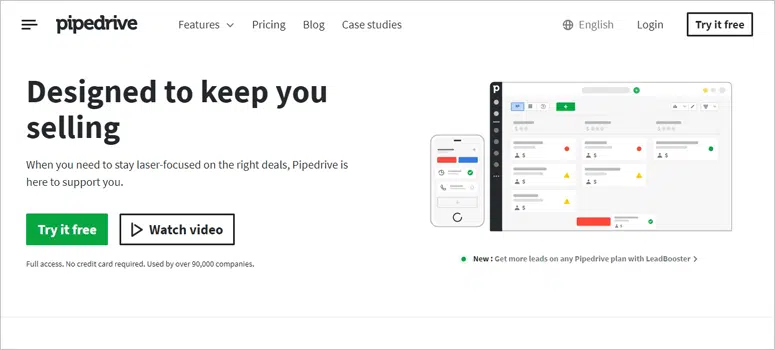 pipedrive
Features
Pricing
Blog
Case studies
English
Login
Try it free
Designed to keep you
selling
When you need to stay laser-focused on the right deals, Pipedrive is
here to support you.
Try it free
Watch video
Full access. No credit card required. Used by over 90,000 companies.
P
$
$
$
$
$
$
$
New : Get more leads on any Pipedrive plan with LeadBooster